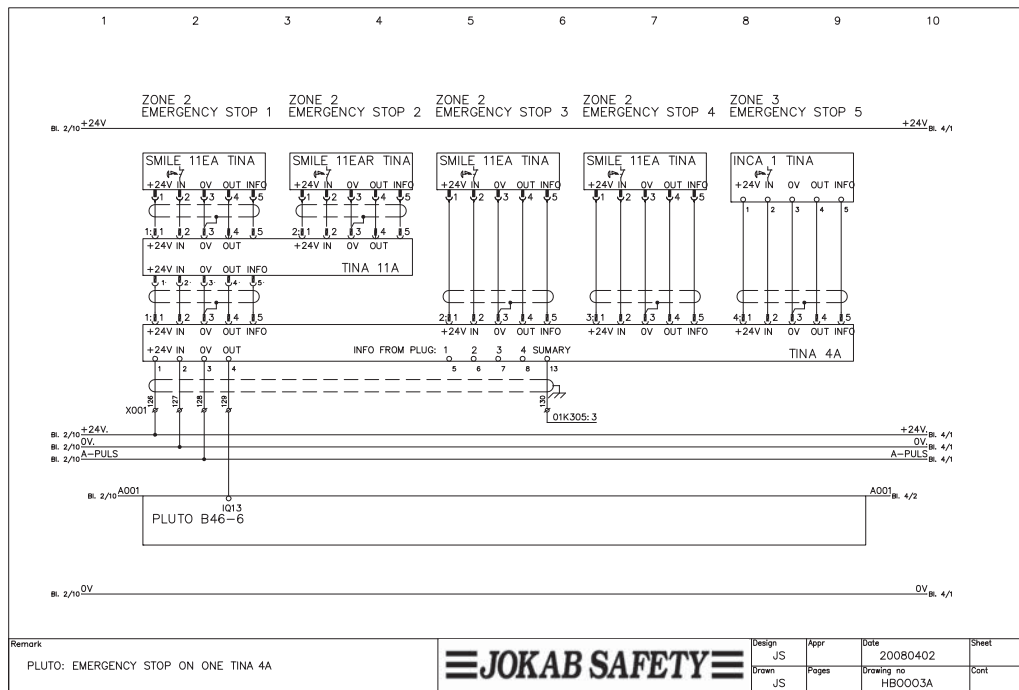 1 2 3 4 5 6 7 8 9 10
ZONE 2 ZONE 2 ZONE 2 ZONE 2 ZONE 3
EMERGENCY STOP 1 EMERGENCY STOP 2 EMERGENCY STOP 3 EMERGENCY STOP 4 EMERGENCY STOP 5
Bl. 2/10 +24V +24V Bl. 4/1
SMILE 11EA TINA SMILE 11EAR TINA SMILE 11EA TINA SMILE 11EA TINA INCA 1 TINA
+24V IN 0V OUT INFO +24V IN 0V OUT INFO +24V IN 0V OUT INFO +24V IN 0V OUT INFO +24V IN 0V OUT INFO
1 2 3 4 5 1 2 3 4 5 1 2 3 4 5 1 2 3 4 5
1 2 3 4 5
1:1 2 3 4 5 2:1 2 3 4 5
+24V IN 0V OUT +24V IN 0V OUT
+24V IN 0V OUT INFO TINA 11A
1· 2· 3· 4· 5·
1:1 2 3 4 5 2:1 2 3 4 5 3:1 2 3 4 5 4:1 2 3 4 5
+24V IN 0V OUT INFO +24V IN 0V OUT INFO +24V IN 0V OUT INFO +24V IN 0V OUT INFO
+24V IN 0V OUT INFO FROM PLUG: 1 2 3 4 SUMARY TINA 4A
1 2 3 4 5 6 7 8 13
X001 126 127 128 129 130
01K305:3
Bl. 2/10 +24V. +24V. Bl. 4/1
Bl. 2/10 0V. 0V. Bl. 4/1
Bl. 2/10 A-PULS A-PULS Bl. 4/1
Bl. 2/10 A001 A001 Bl. 4/2
IQ13
PLUTO B46-6
Bl. 2/10 0V 0V Bl. 4/1
Remark
PLUTO: EMERGENCY STOP ON ONE TINA 4A
JOKAB SAFETY
Design Appr Date Sheet
JS 20080402
Drawn Pages Drawing no Cont
JS HB0003A